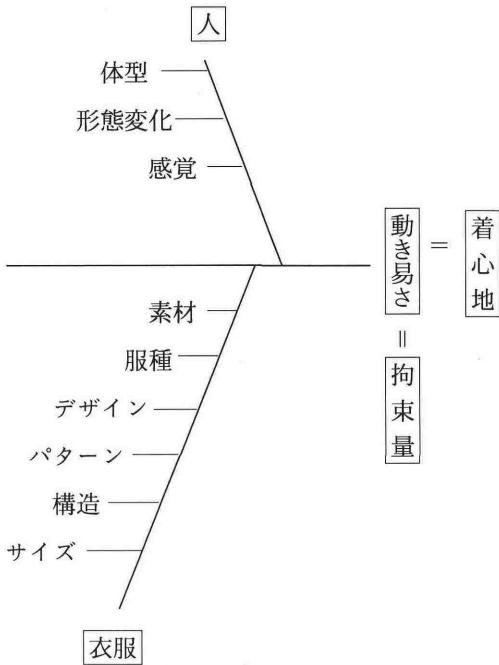 人
体型
形態変化
感覚
動き易さ
=
着心地
=
拘束量
素材
服種
デザイン
パターン
構造
サイズ
衣服